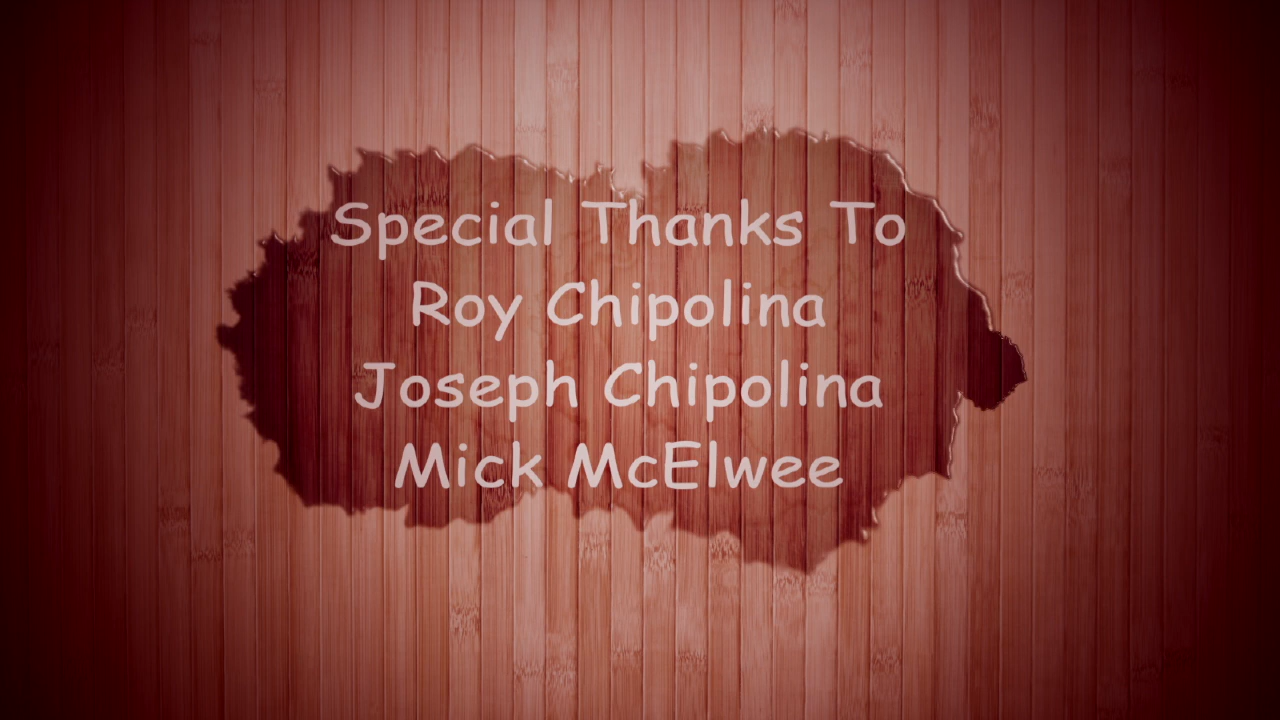 Special Thanks To
Roy Chipolina
Joseph Chipolina
Mick McElwee